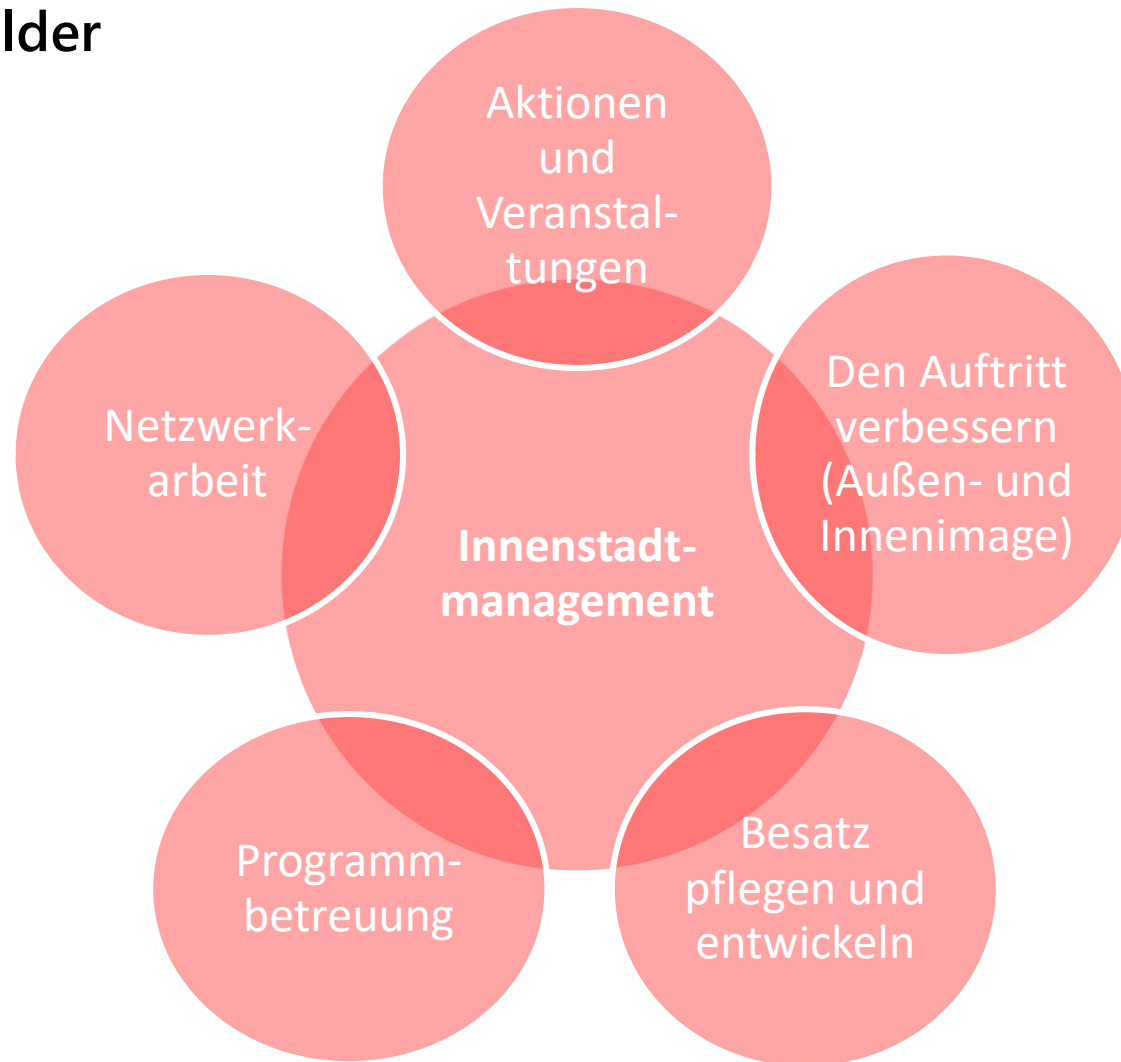 lder
Aktionen
und
Veranstal-
tungen
Den Auftritt
verbessern
(Außen- und
Innenimage)
Netzwerk-
arbeit
Innenstadt-
management
Besatz
pflegen und
entwickeln
Programm-
betreuung